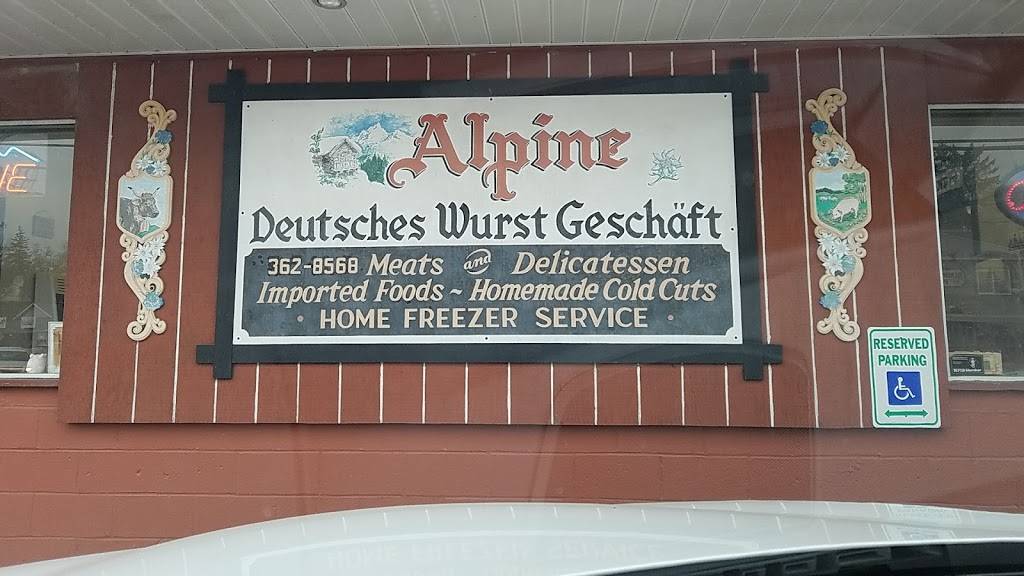 Alpine
Deutsches Wurst Geschäft
362-8568 Meats and Delicatessen
Imported Foods ~ Homemade Cold Cuts
· HOME FREEZER SERVICE ·
RESERVED
PARKING